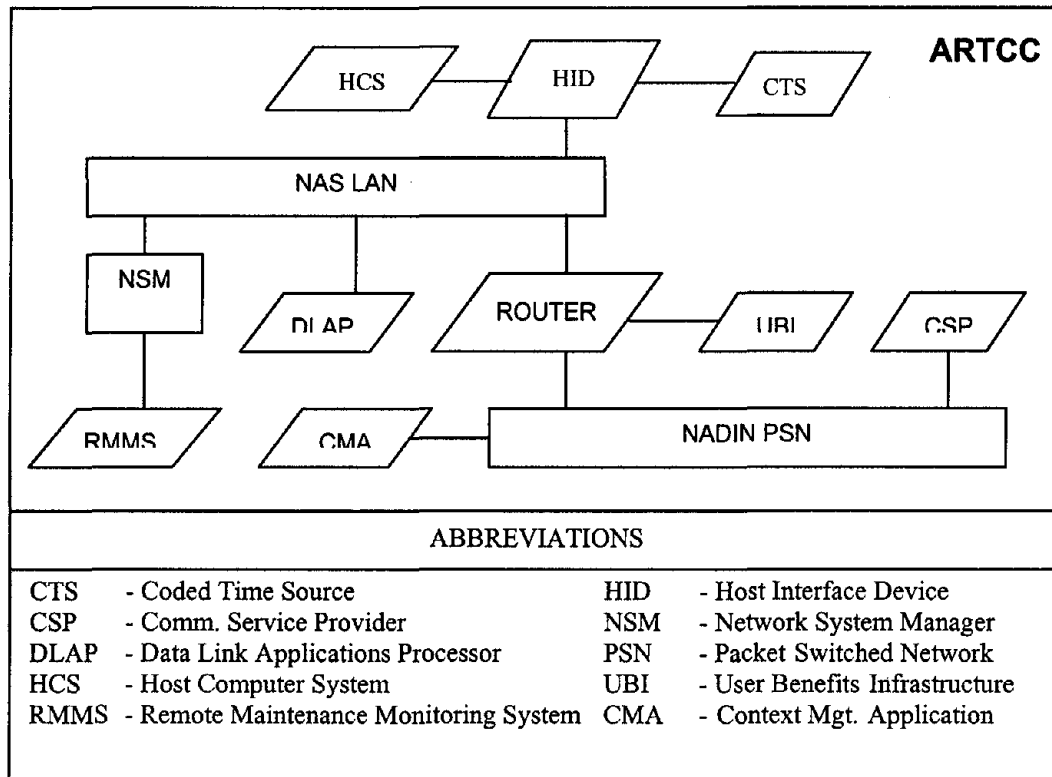 ARTCC
HCS
HID
CTS
NAS LAN
NSM
DLAP
ROUTER
UBI
CSP
RMMS
CMA
NADIN PSN
ABBREVIATIONS
CTS - Coded Time Source
HID - Host Interface Device
CSP - Comm. Service Provider
NSM - Network System Manager
DLAP - Data Link Applications Processor
PSN - Packet Switched Network
HCS - Host Computer System
UBI - User Benefits Infrastructure
RMMS - Remote Maintenance Monitoring System
CMA - Context Mgt. Application